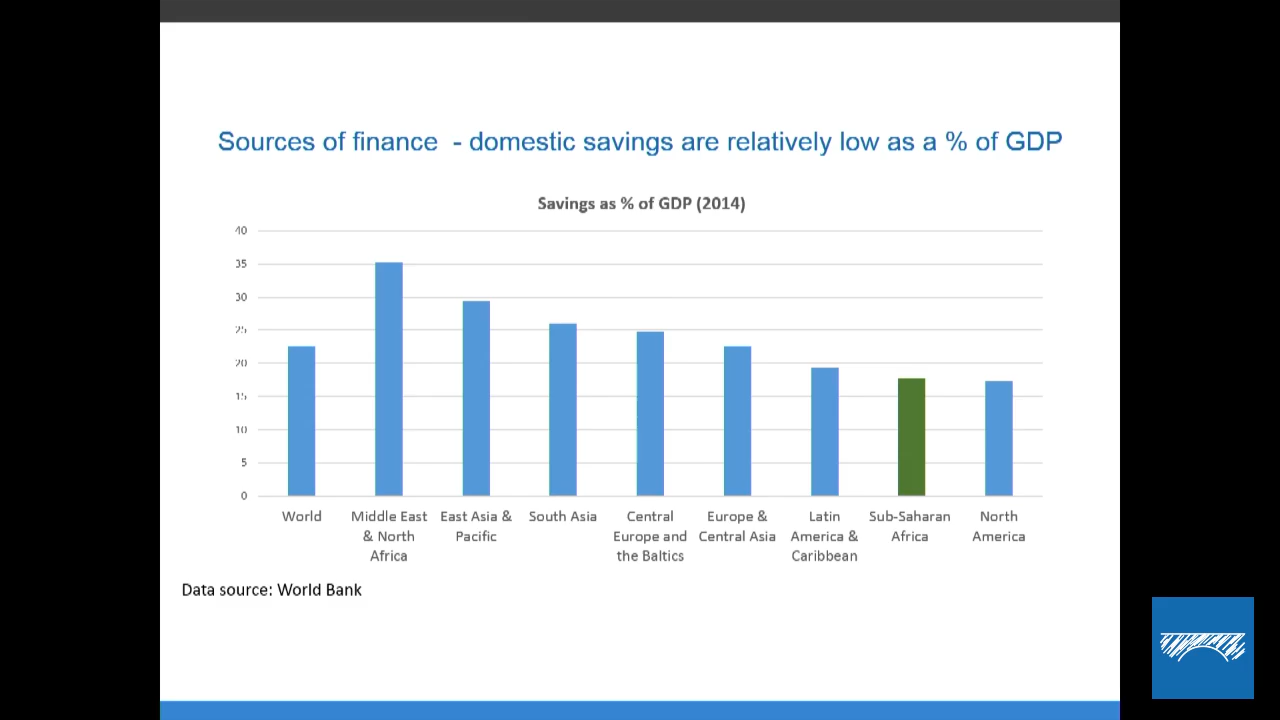 Sources of finance - domestic savings are relatively low as a % of GDP
Savings as % of GDP (2014)
40
35
30
25
20
15
10
5
0
World
Middle East
& North
Africa
East Asia &
Pacific
South Asia
Central
Europe and
the Baltics
Europe &
Central Asia
Latin
America &
Caribbean
Sub-Saharan
Africa
North
America
Data source: World Bank